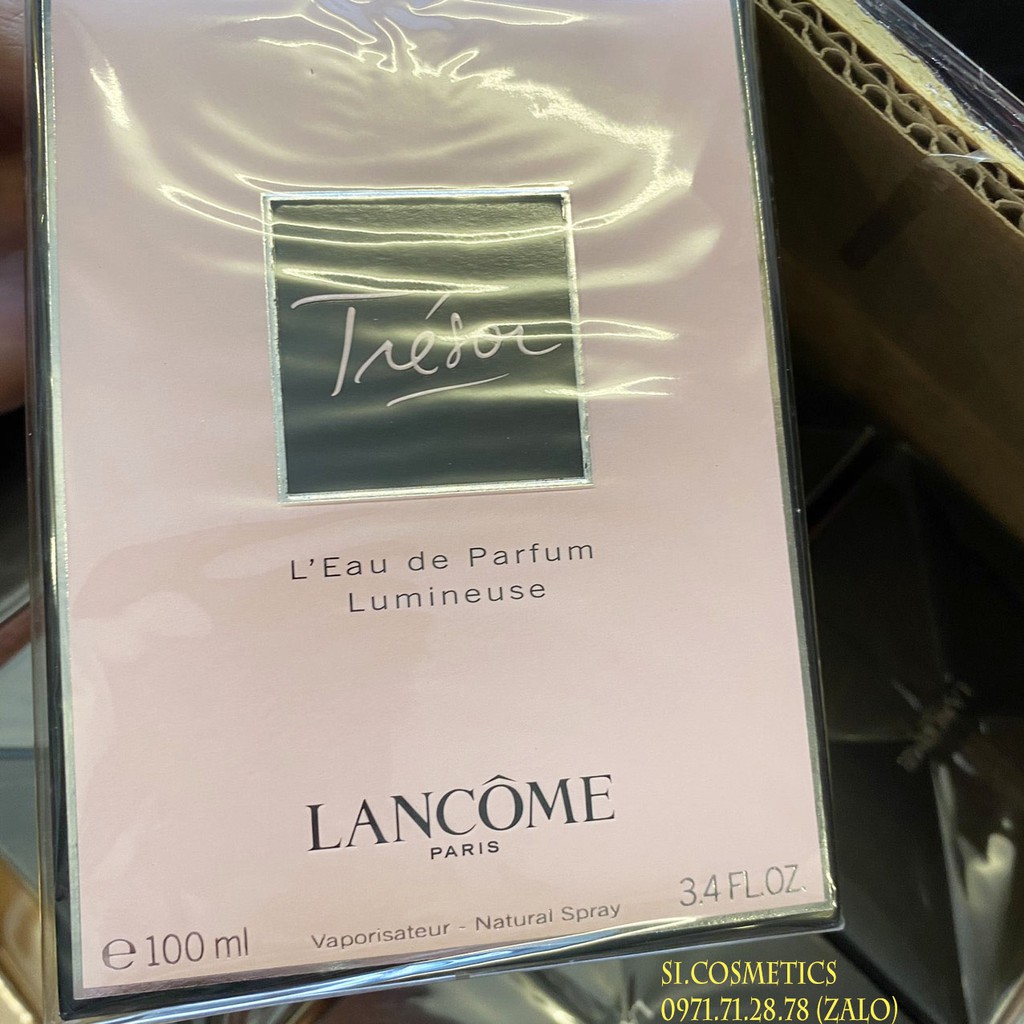 Trésor
L'Eau de Parfum
Lumineuse
LANCÔME
PARIS
3.4 FL.OZ.
e 100 ml
Vaporisateur - Natural Spray
SI.COSMETICS
0971.71.28.78 (ZALO)